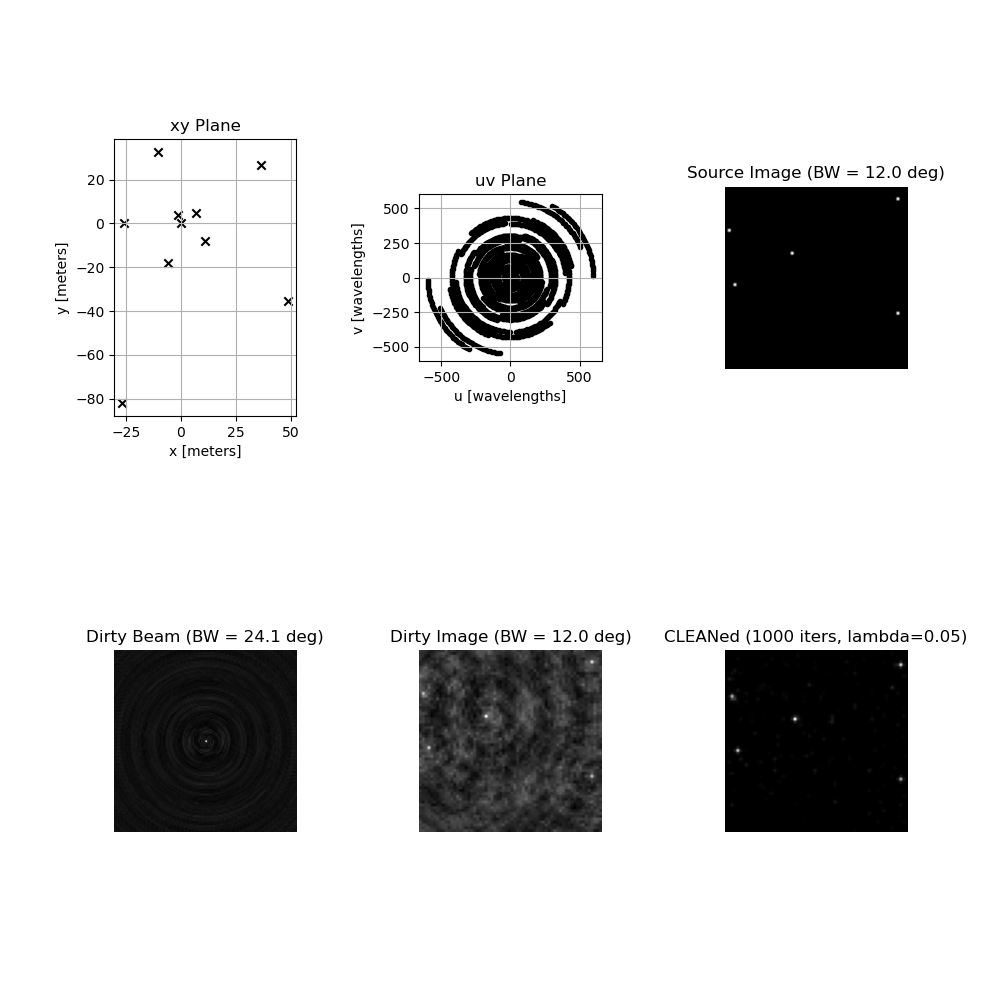 xy Plane
20
0
−20
−40
−60
−80
y [meters]
−25 0 25 50
x [meters]
uv Plane
500
250
0
−250
−500
v [wavelengths]
−500 0 500
u [wavelengths]
Source Image (BW = 12.0 deg)
Dirty Beam (BW = 24.1 deg)
Dirty Image (BW = 12.0 deg)
CLEANed (1000 iters, lambda=0.05)